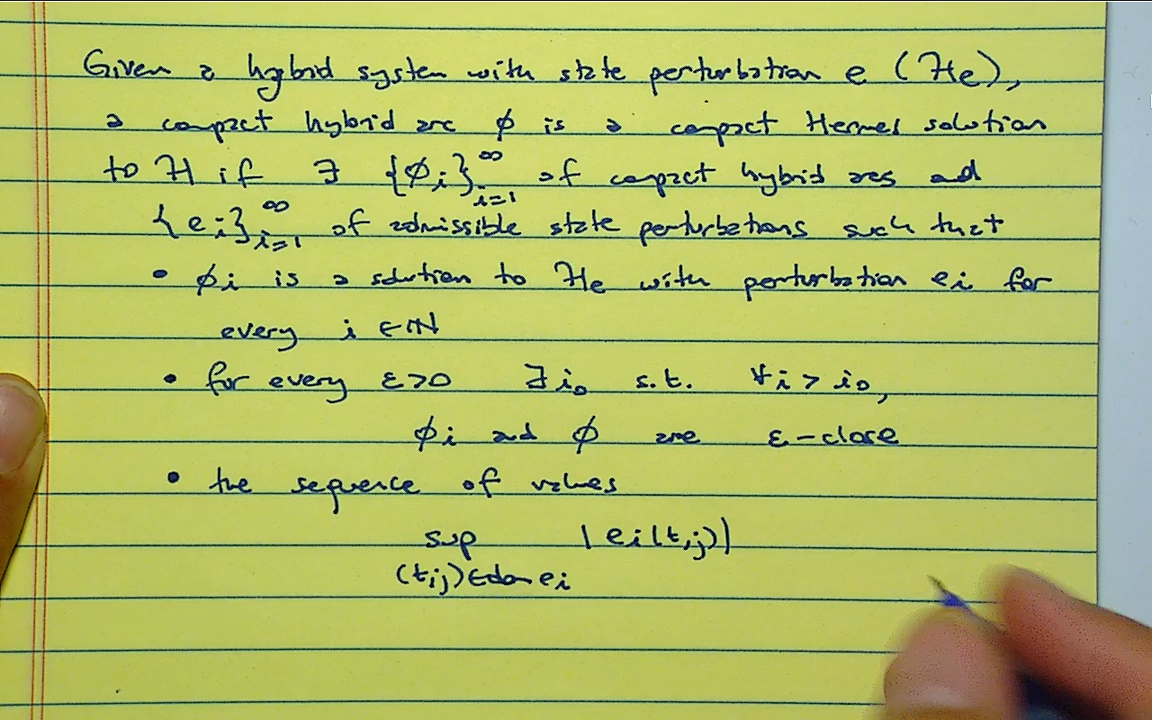 Given a hybrid system with state perturbation e (ℋe),
a compact hybrid arc ϕ is a compact Hermes solution
to ℋ if ∃ {ϕi}_{i=1}^∞ of compact hybrid arcs and
{ei}_{i=1}^∞ of admissible state perturbations such that
• ϕi is a solution to ℋe with perturbation ei for
every i ∈ ℕ
• for every ε>0 ∃ i₀ s.t. ∀i > i₀,
ϕi and ϕ are ε-close
• the sequence of values
sup |ei(t,j)|
(t,j)∈dom ei